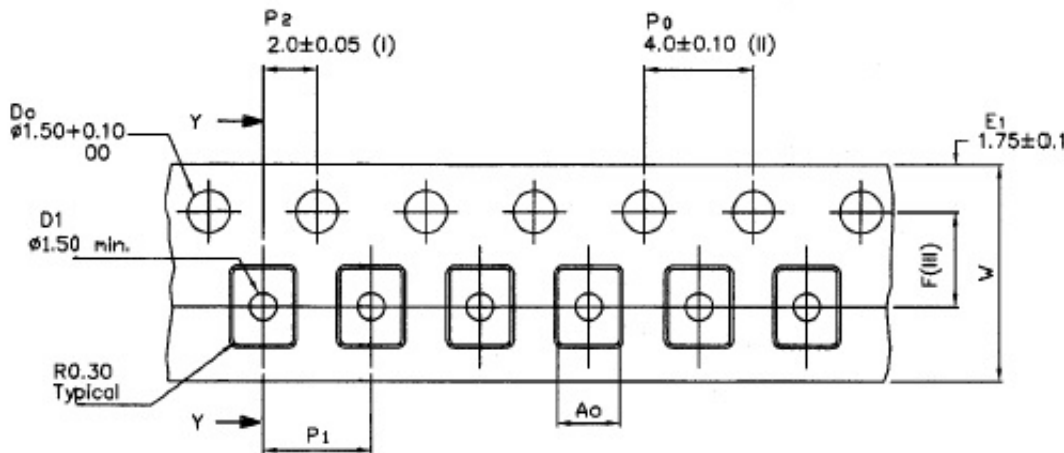 P2
2.0±0.05 (I)
P0
4.0±0.10 (II)
Do
ø1.50+0.10
00
Y
E1
1.75±0.1
D1
ø1.50 min.
F(III)
W
R0.30
Typical
Y
P1
Ao